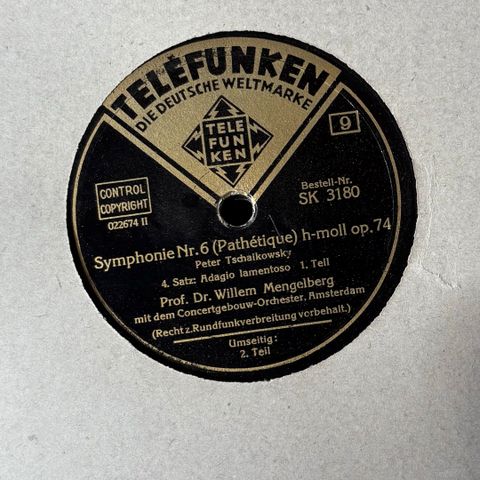 TELEFUNKEN
DIE DEUTSCHE WELTMARKE
TELE
FUN
KEN
9
CONTROL
COPYRIGHT
022674 II
Bestell-Nr.
SK 3180
Symphonie Nr. 6 (Pathétique) h-moll op. 74
Peter Tschaikowsky
4. Satz: Adagio lamentoso 1. Teil
Prof. Dr. Willem Mengelberg
mit dem Concertgebouw-Orchester, Amsterdam
(Recht z. Rundfunkverbreitung vorbehalt.)
Umseitig:
2. Teil